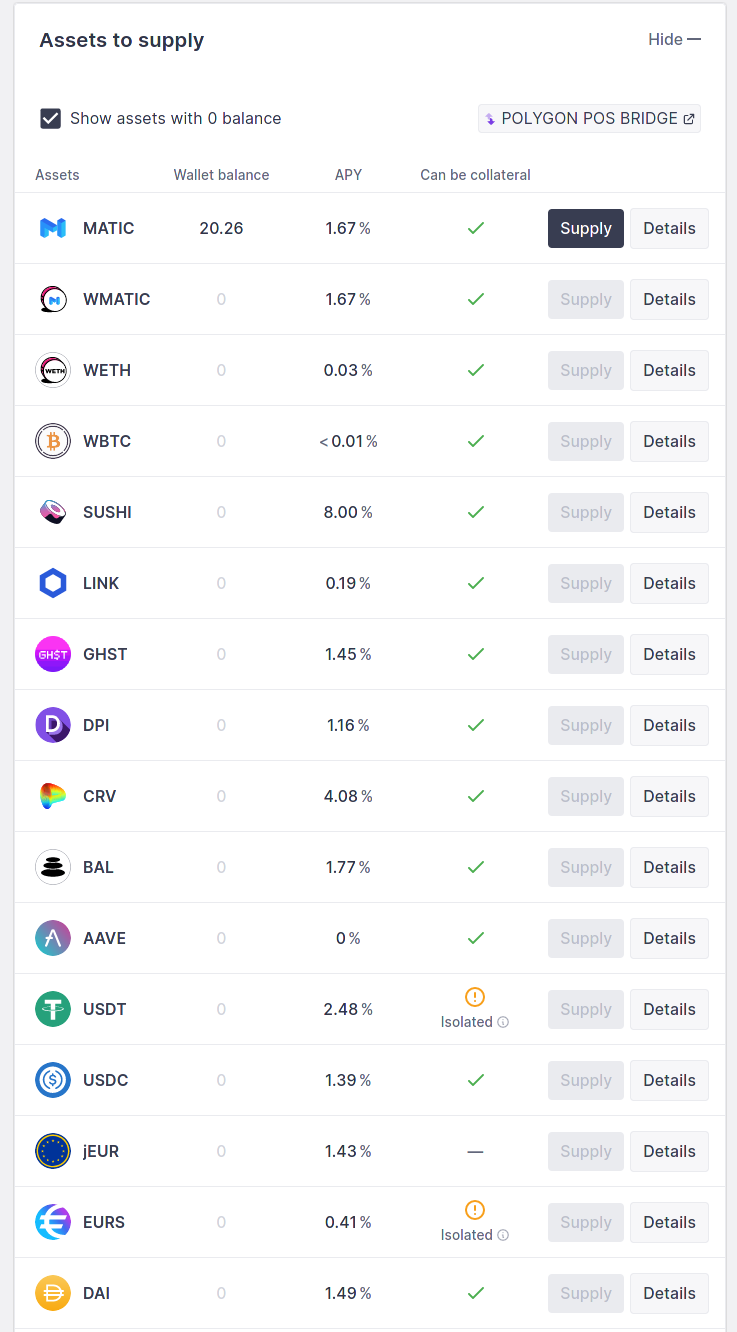 Assets to supply Hide —
Show assets with 0 balance POLYGON POS BRIDGE
Assets Wallet balance APY Can be collateral
MATIC 20.26 1.67 % Supply Details
WMATIC 0 1.67 % Supply Details
WETH WETH 0 0.03 % Supply Details
WBTC 0 < 0.01 % Supply Details
SUSHI 0 8.00 % Supply Details
LINK 0 0.19 % Supply Details
GH$T GHST 0 1.45 % Supply Details
DPI 0 1.16 % Supply Details
CRV 0 4.08 % Supply Details
BAL 0 1.77 % Supply Details
AAVE 0 0 % Supply Details
USDT 0 2.48 % Isolated Supply Details
USDC 0 1.39 % Supply Details
jEUR 0 1.43 % — Supply Details
EURS 0 0.41 % Isolated Supply Details
DAI 0 1.49 % Supply Details